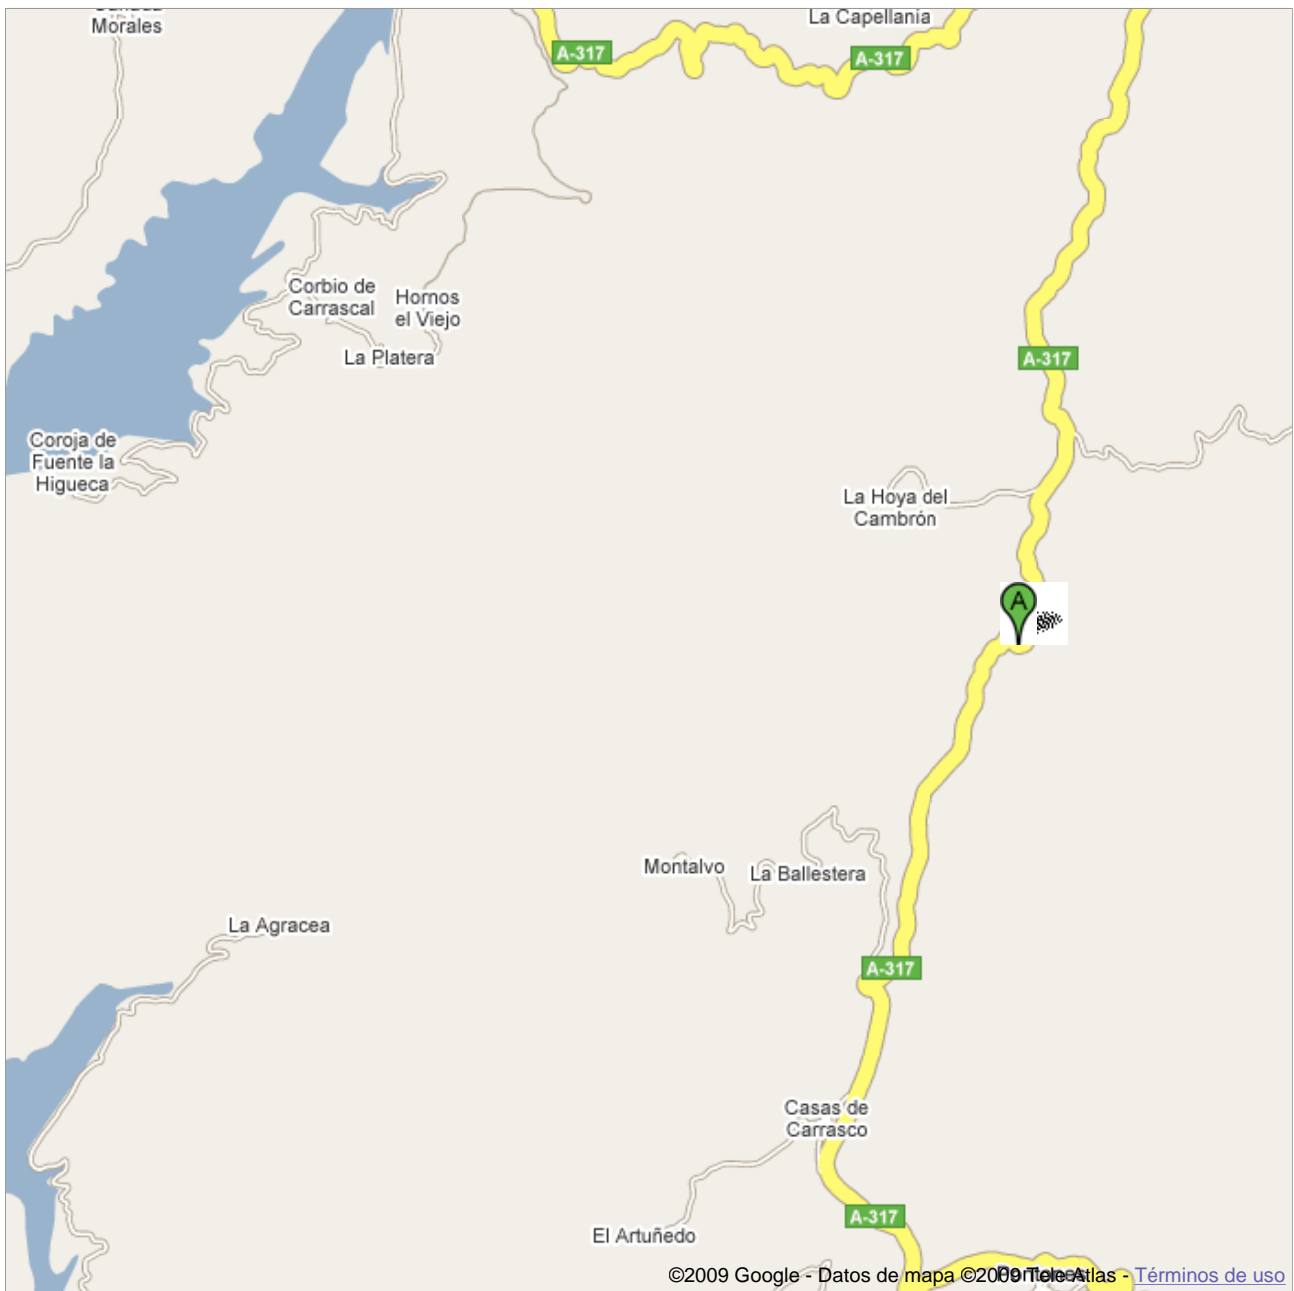 Morales
La Capellanía
A-317
A-317
Corbio de
Carrascal
Hornos
el Viejo
La Platera
A-317
Coroja de
Fuente la
Higueca
La Hoya del
Cambrón
A
Montalvo
La Ballestera
La Agracea
A-317
Casas de
Carrasco
A-317
El Artuñedo
©2009 Google - Datos de mapa ©2009 Tele Atlas - Términos de uso